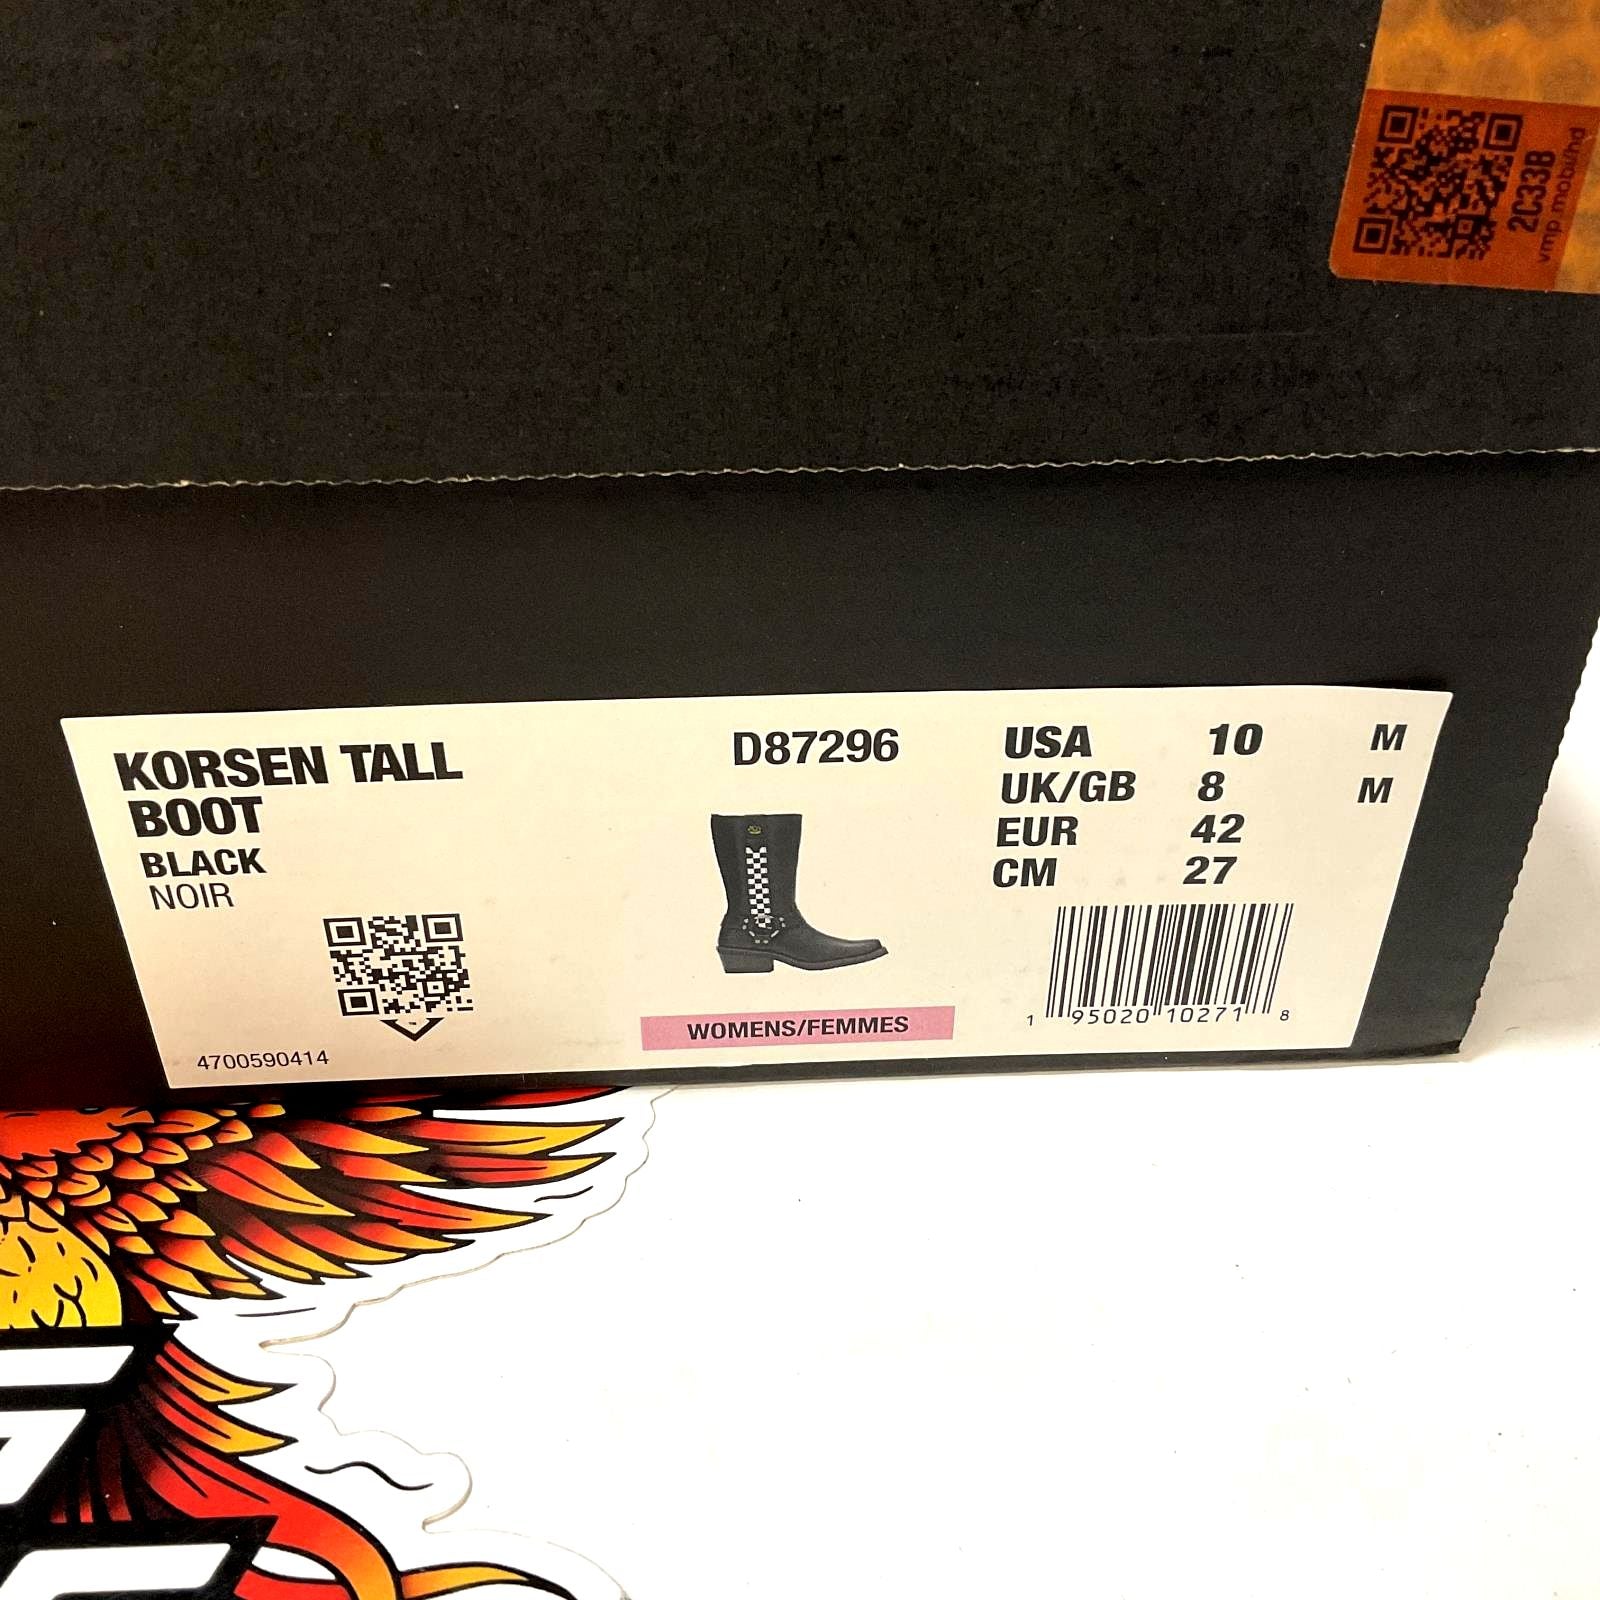 2C33B
vmp.mobi/hd
KORSEN TALL
BOOT
BLACK
NOIR
4700590414
D87296
WOMENS/FEMMES
USA 10 M
UK/GB 8 M
EUR 42
CM 27
1 95020 10271 8